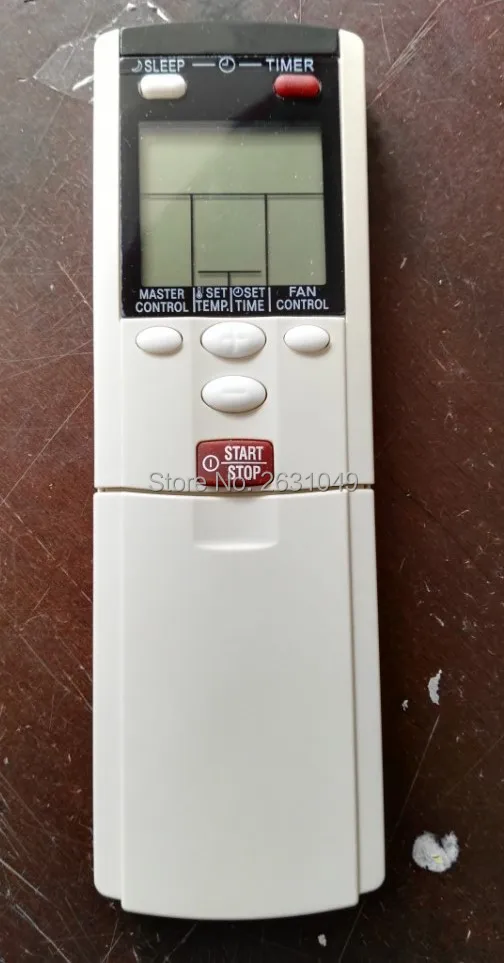 SLEEP TIMER
MASTER CONTROL
SET TEMP.
SET TIME
FAN CONTROL
+
−
START
STOP
Store No. 2631049